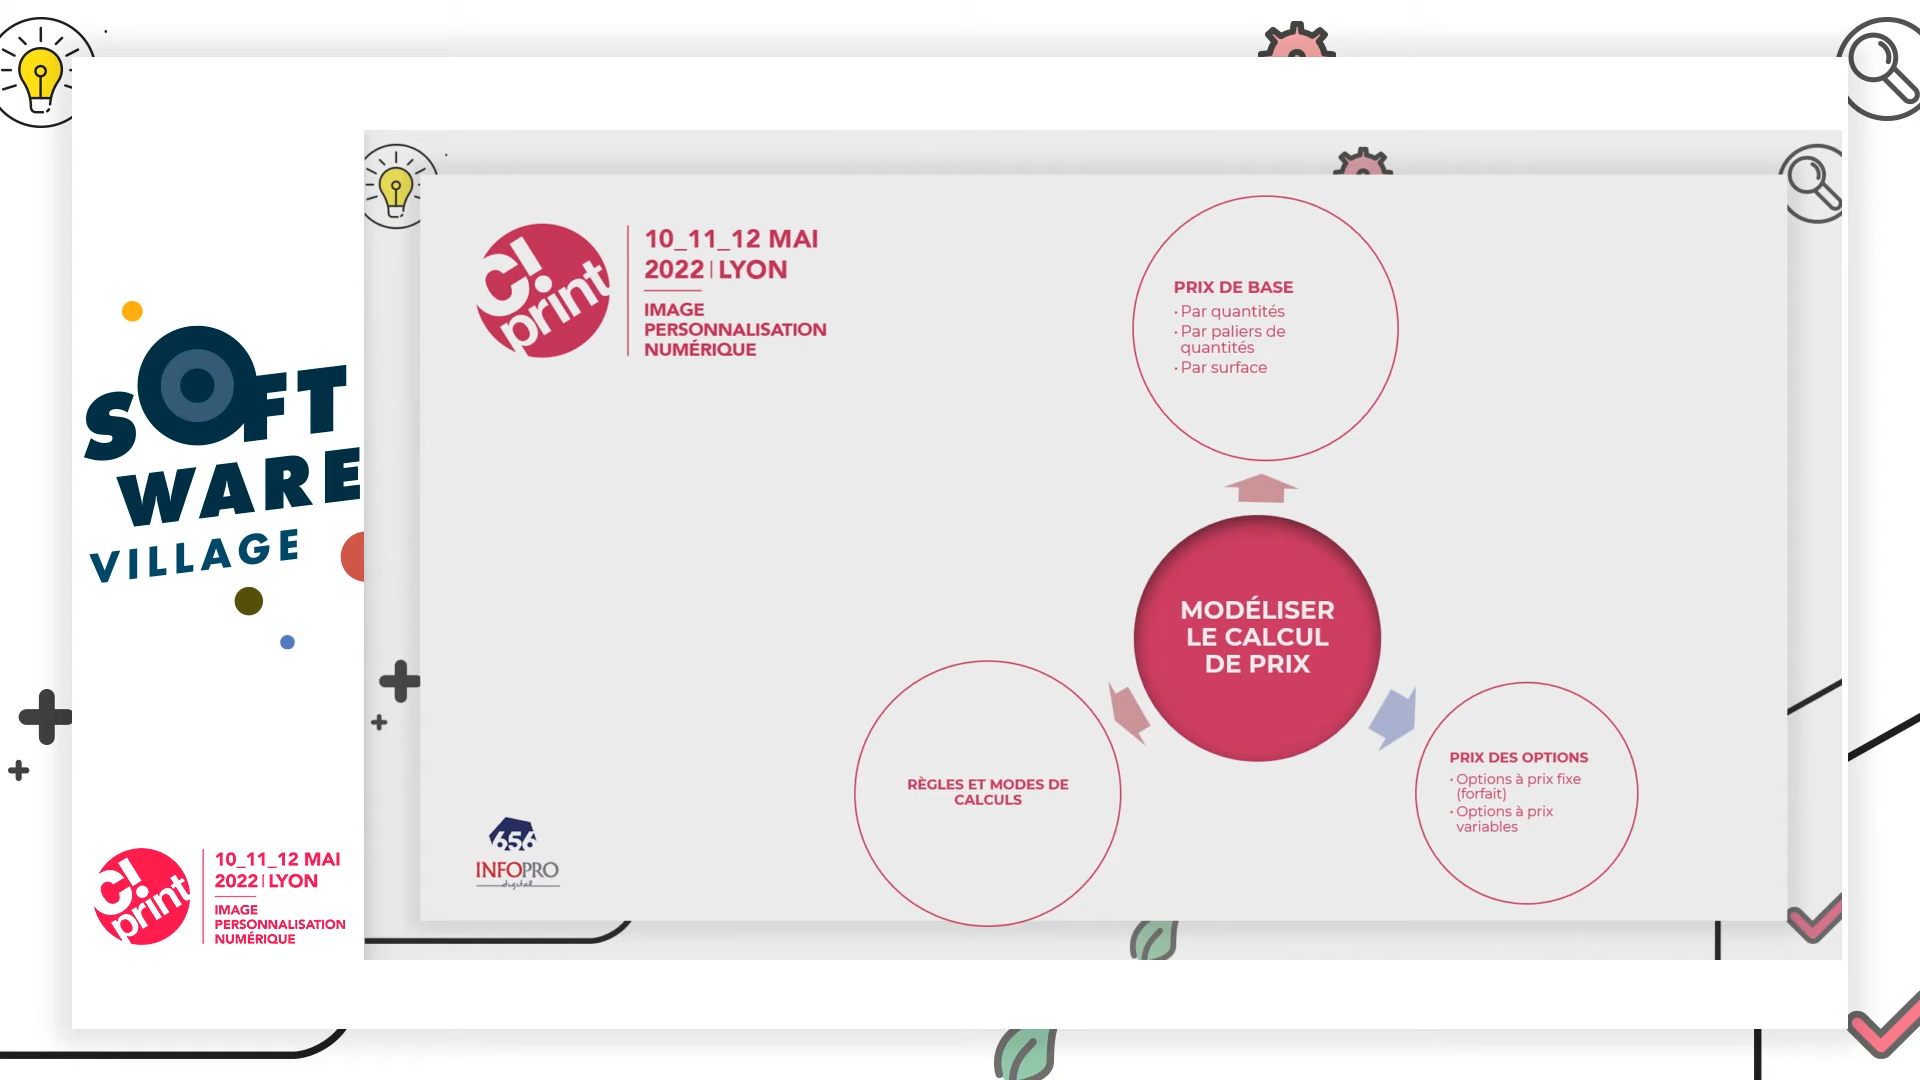 SOFT
WARE
VILLAGE
C!
print
10_11_12 MAI
2022 | LYON
IMAGE
PERSONNALISATION
NUMÉRIQUE
C!
print
10_11_12 MAI
2022 | LYON
IMAGE
PERSONNALISATION
NUMÉRIQUE
PRIX DE BASE
· Par quantités
· Par paliers de
quantités
· Par surface
MODÉLISER
LE CALCUL
DE PRIX
RÈGLES ET MODES DE
CALCULS
PRIX DES OPTIONS
· Options à prix fixe
(forfait)
· Options à prix
variables
656
INFOPRO
digital